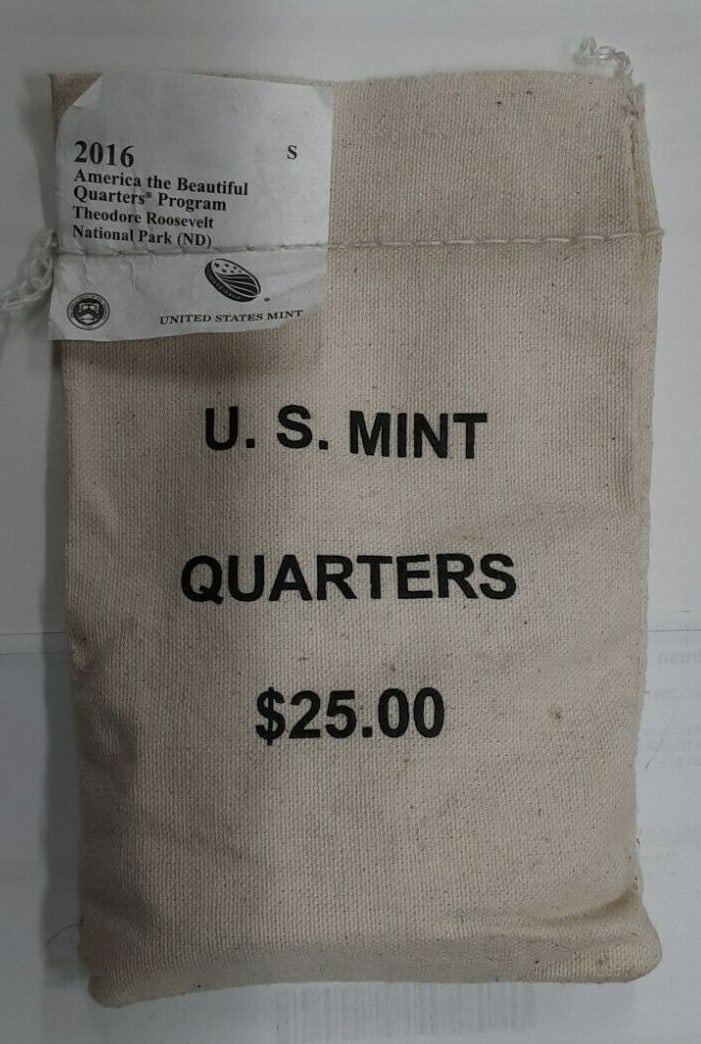 2016 S
America the Beautiful
Quarters® Program
Theodore Roosevelt
National Park (ND)
UNITED STATES MINT
U. S. MINT
QUARTERS
$25.00